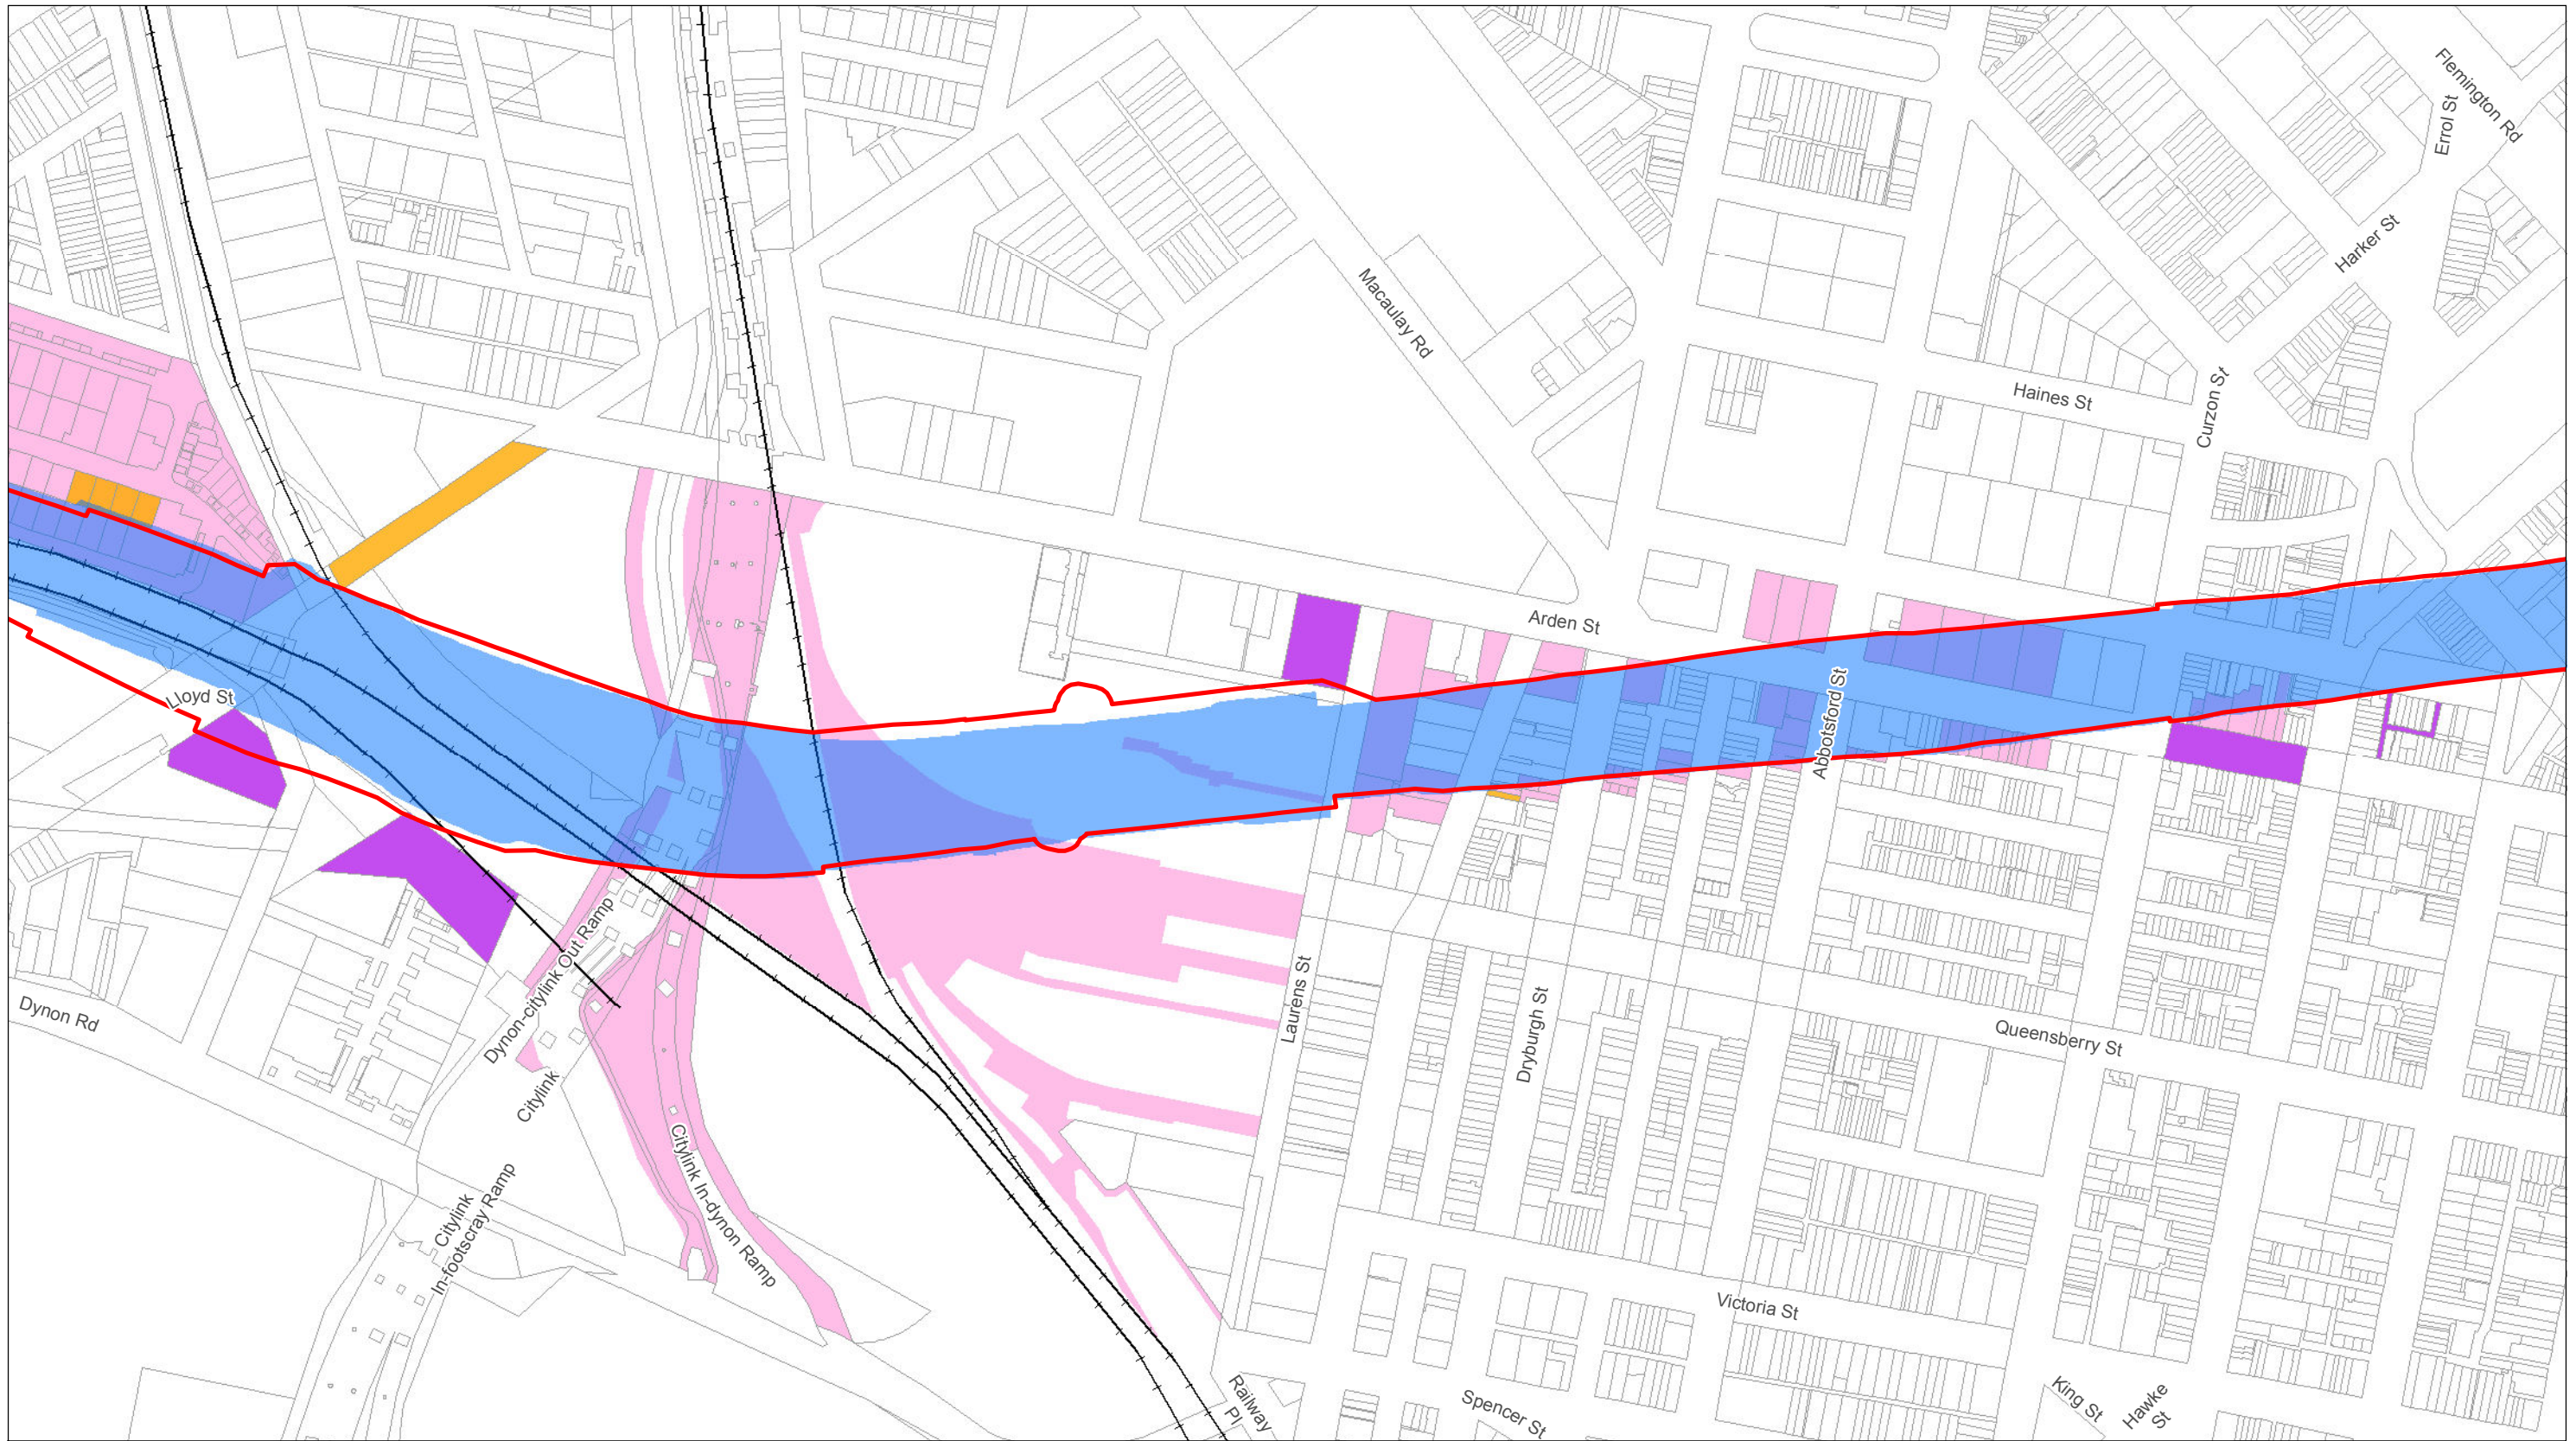 Flemington Rd
Errol St
Harker St
Macaulay Rd
Haines St
Curzon St
Arden St
Lloyd St
Abbotsford St
Dynon-citylink Out Ramp
Laurens St
Dryburgh St
Dynon Rd
Queensberry St
Citylink
Citylink In-dynon Ramp
Citylink
In-footscray Ramp
Victoria St
Railway
Pl
Spencer St
King St
Hawke
St